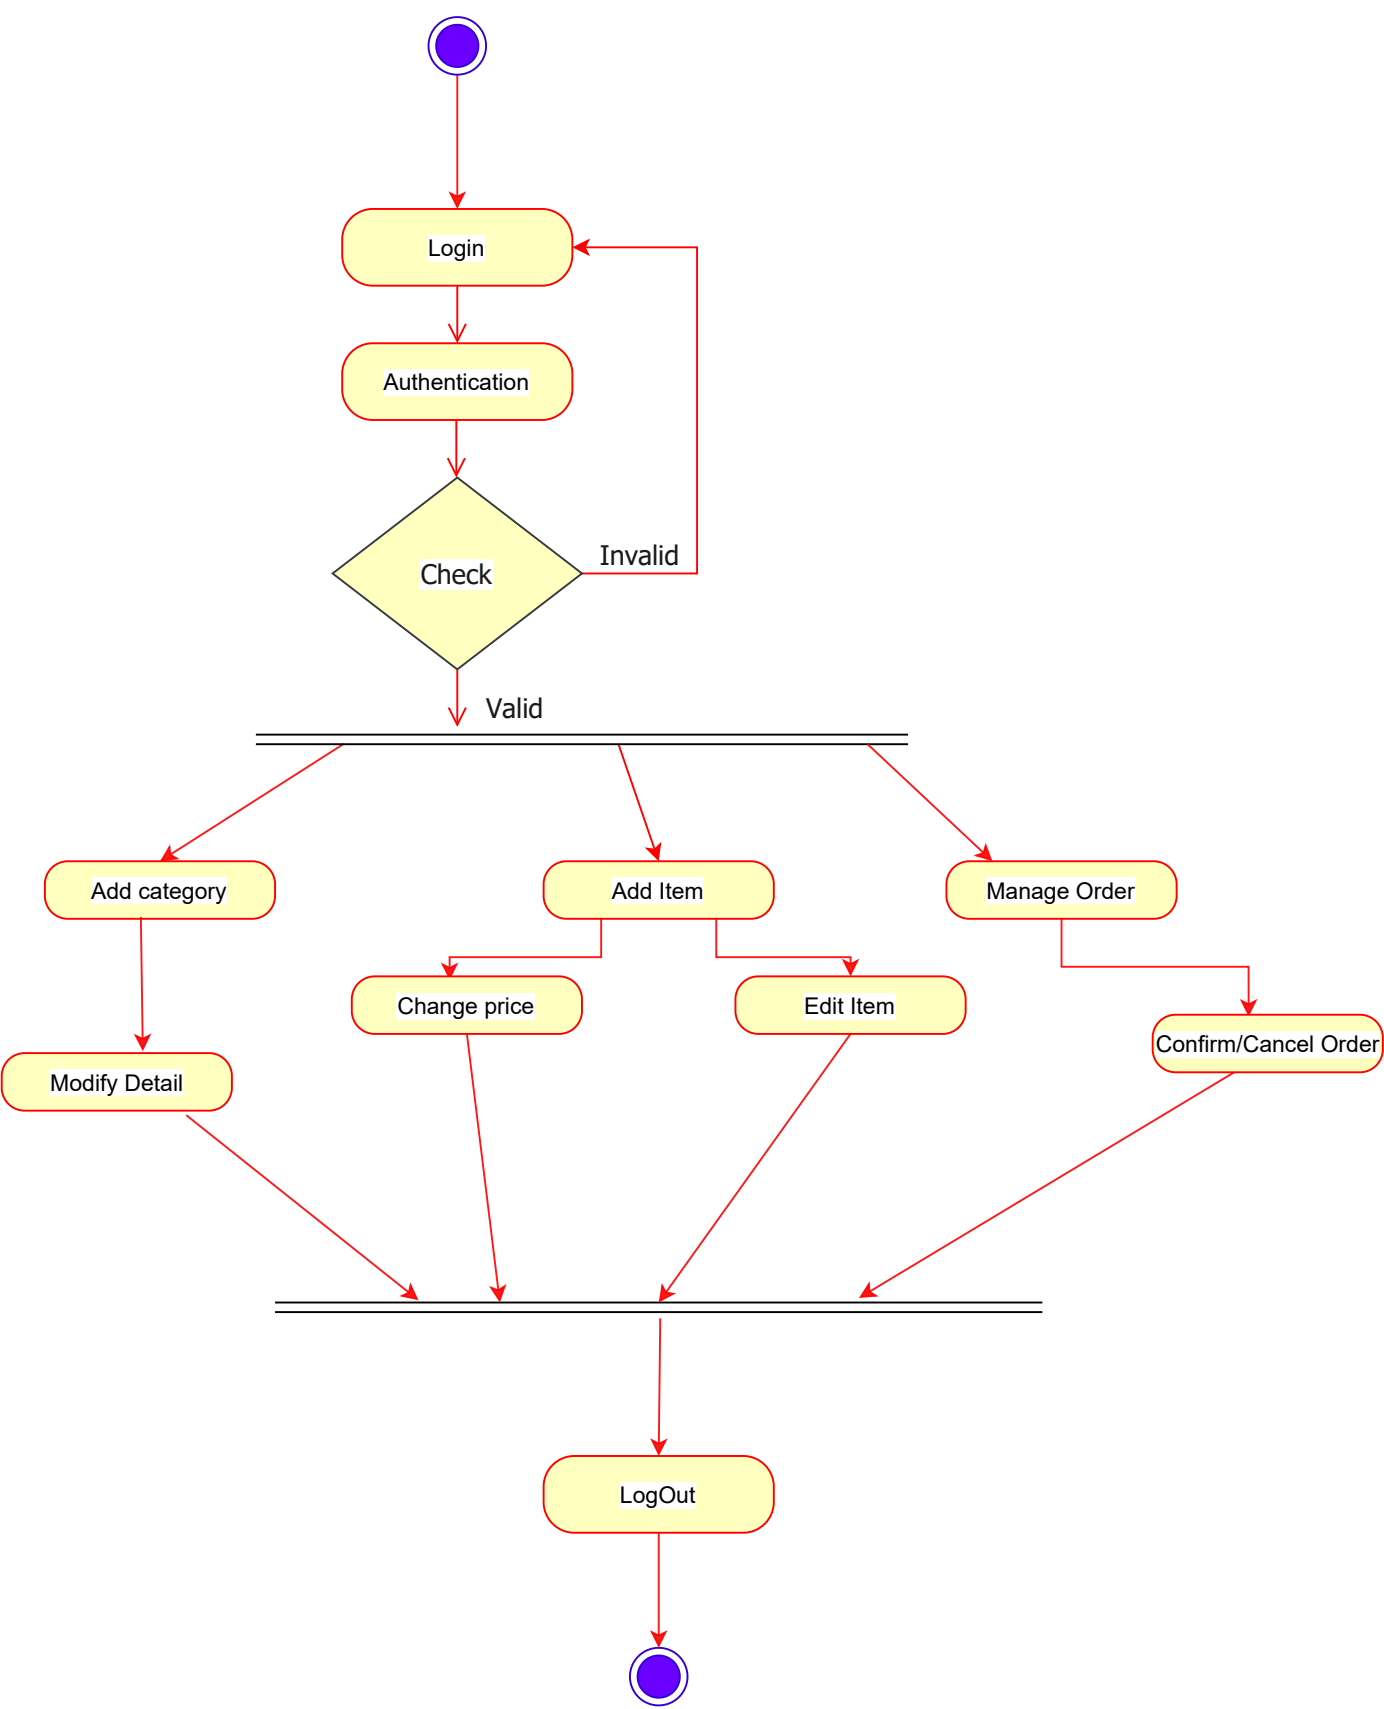 Login
Authentication
Check
Invalid
Valid
Add category
Add Item
Manage Order
Change price
Edit Item
Confirm/Cancel Order
Modify Detail
LogOut